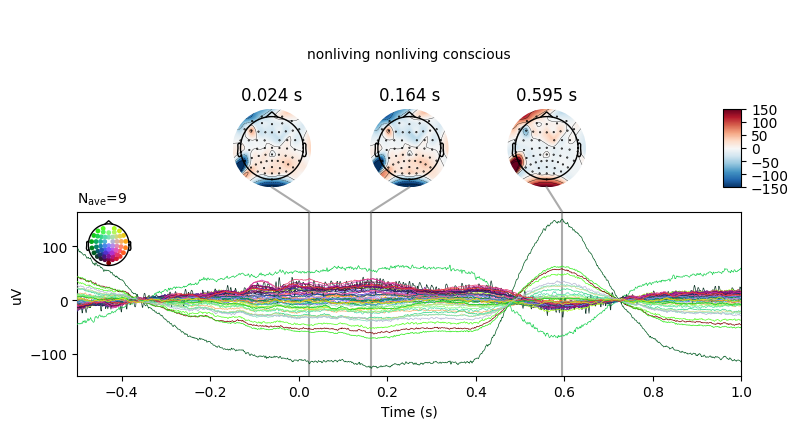 nonliving nonliving conscious
0.024 s 0.164 s 0.595 s
150
100
50
0
−50
−100
−150
Nave=9
100
0
−100
uV
−0.4 −0.2 0.0 0.2 0.4 0.6 0.8 1.0
Time (s)